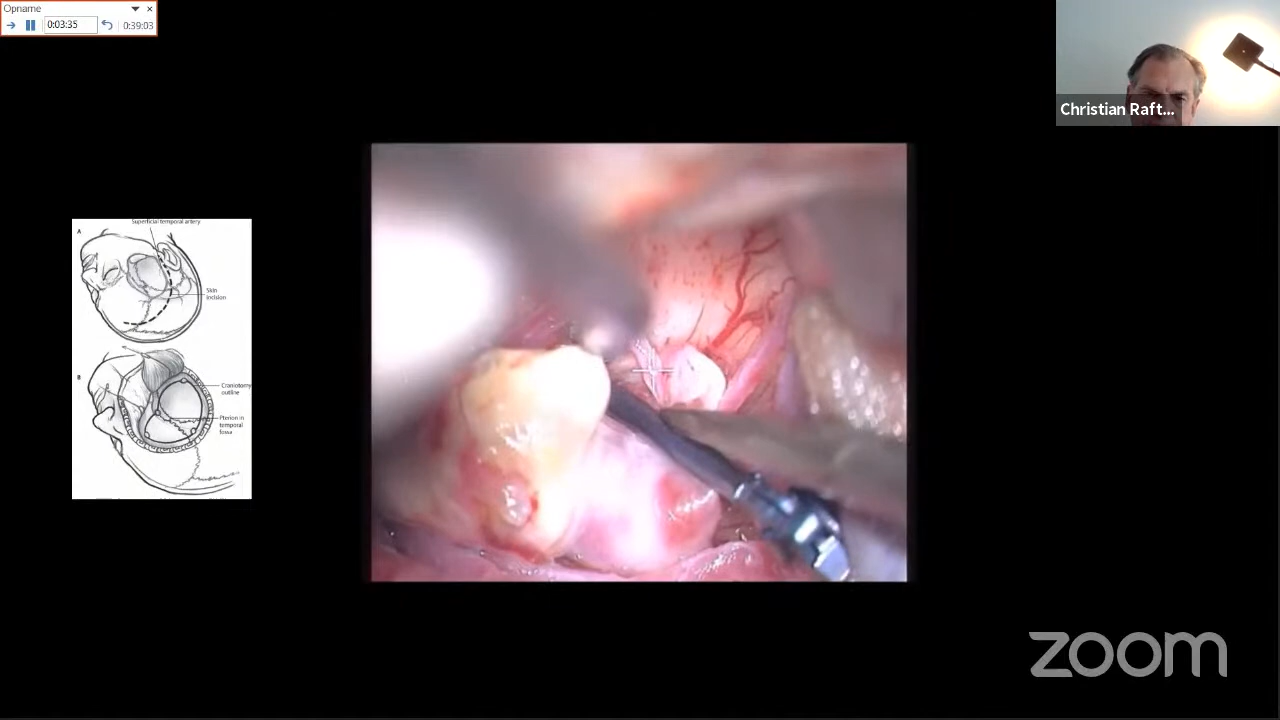 Opname
0:03:35
0:39:03
Christian Raft...
Superficial temporal artery
A
Skin
incision
B
Craniotomy
outline
Pterion in
temporal
fossa
zoom